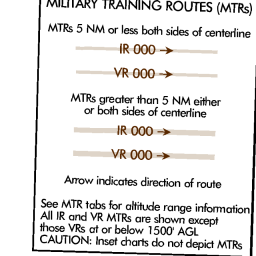 MILITARY TRAINING ROUTES (MTRs)
MTRs 5 NM or less both sides of centerline
IR 000 →
VR 000 →
MTRs greater than 5 NM either
or both sides of centerline
IR 000 →
VR 000 →
Arrow indicates direction of route
See MTR tabs for altitude range information
All IR and VR MTRs are shown except
those VRs at or below 1500' AGL
CAUTION: Inset charts do not depict MTRs